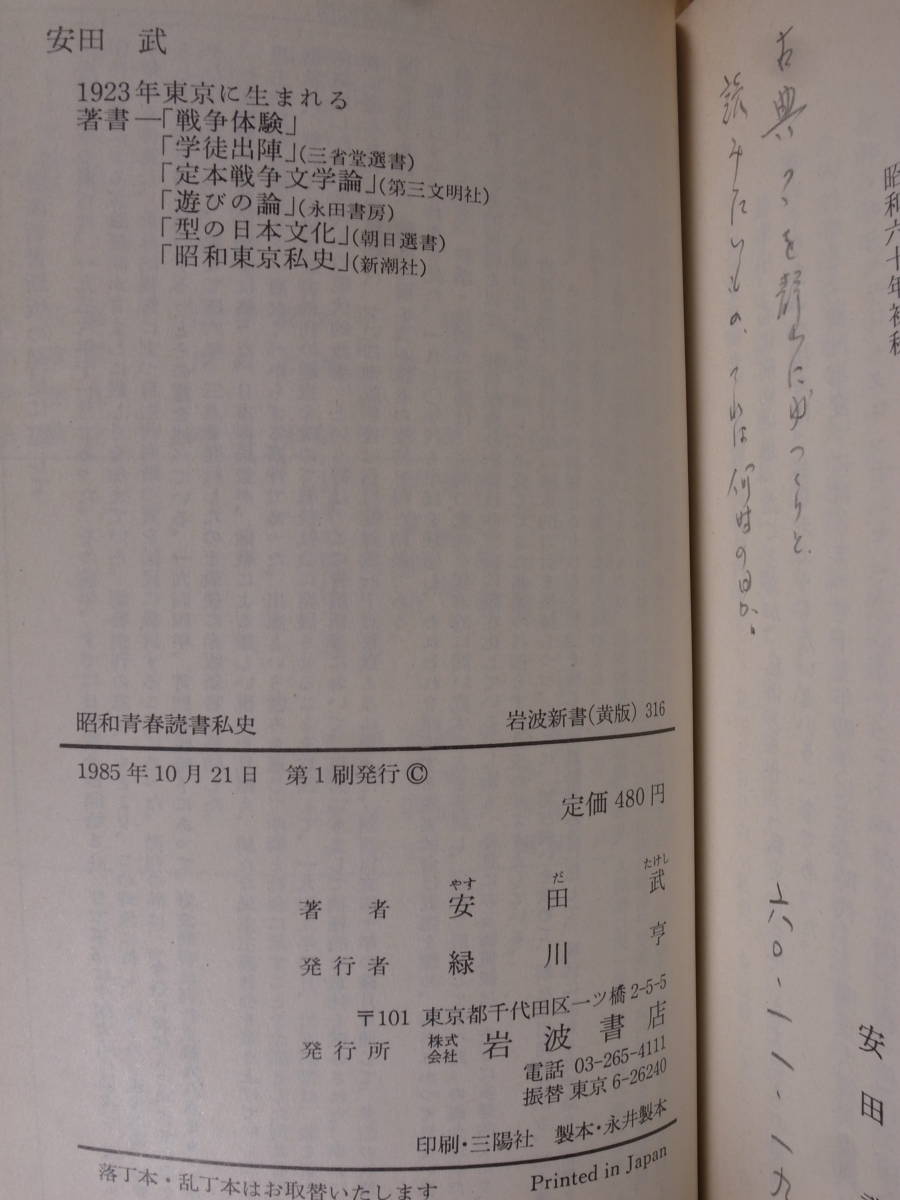 安田 武
1923年東京に生まれる
著書―「戦争体験」
「学徒出陣」(三省堂選書)
「定本戦争文学論」(第三文明社)
「遊びの論」(永田書房)
「型の日本文化」(朝日選書)
「昭和東京私史」(新潮社)
昭和青春読書私史
岩波新書(黄版) 316
1985年10月21日 第1刷発行 ©
定価 480円
著者 安田武
やす だ たけし
発行者 緑川亨
〒101 東京都千代田区一ツ橋2-5-5
発行所 株式会社 岩波書店
電話 03-265-4111
振替 東京 6-26240
印刷・三陽社 製本・永井製本
落丁本・乱丁本はお取替いたします
Printed in Japan
昭和六十年初秋
安田
古典
を静かにゆっくりと、
読みたいもの、それは何時の日か。
六〇・一一・一九